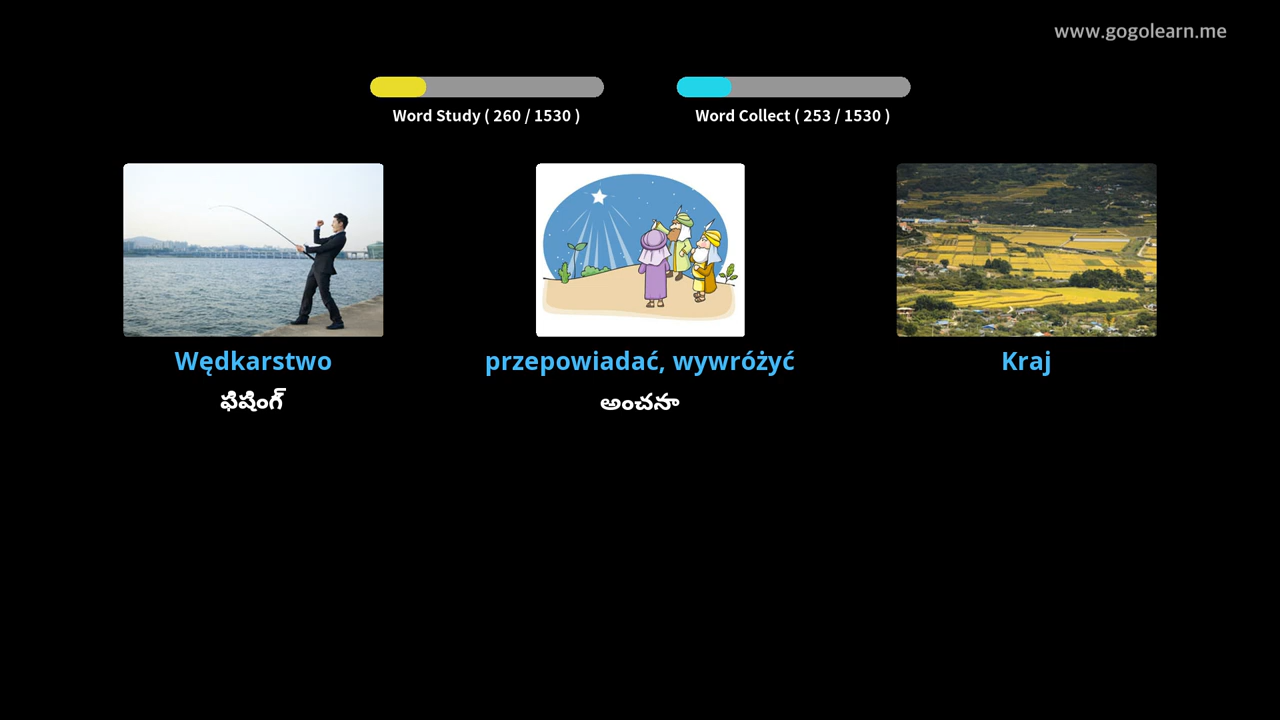 www.gogolearn.me
Word Study ( 260 / 1530 )
Word Collect ( 253 / 1530 )
Wędkarstwo
przepowiadać, wywróżyć
Kraj
ఫిషింగ్
అంచనా